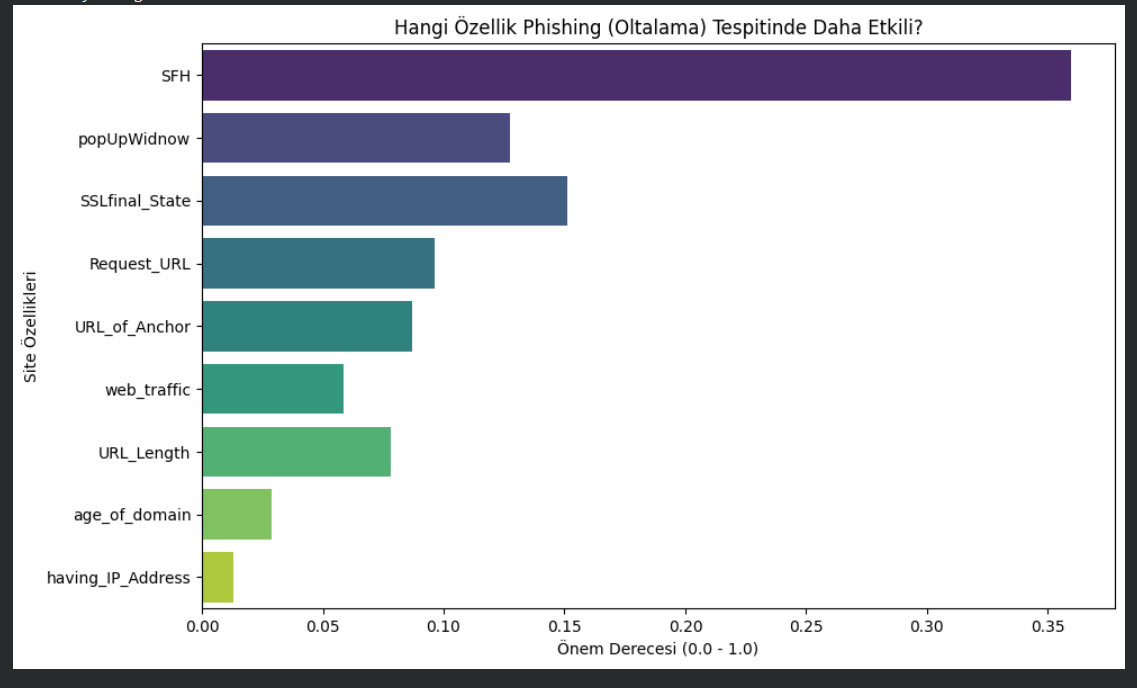 Hangi Özellik Phishing (Oltalama) Tespitinde Daha Etkili?
SFH
popUpWidnow
SSLfinal_State
Request_URL
URL_of_Anchor
web_traffic
URL_Length
age_of_domain
having_IP_Address
Site Özellikleri
0.00 0.05 0.10 0.15 0.20 0.25 0.30 0.35
Önem Derecesi (0.0 - 1.0)